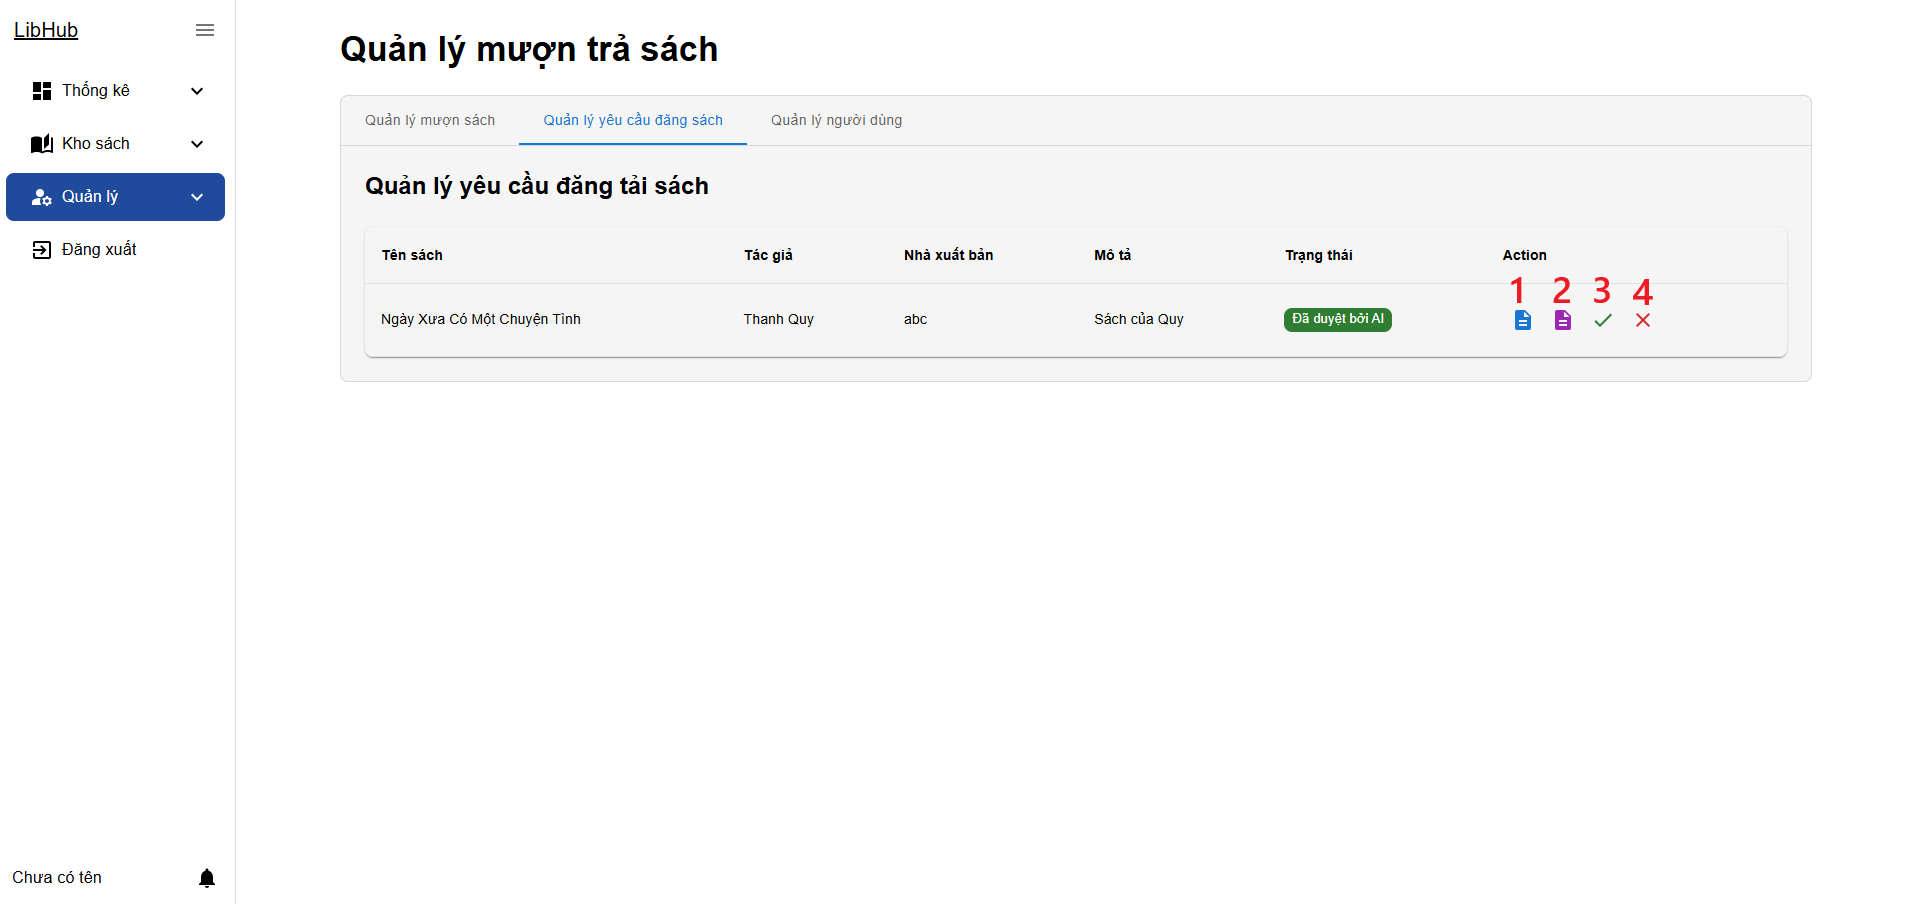 LibHub
Thống kê
Kho sách
Quản lý
Đăng xuất
Chưa có tên
Quản lý mượn trả sách
Quản lý mượn sách Quản lý yêu cầu đăng sách Quản lý người dùng
Quản lý yêu cầu đăng tải sách
Tên sách Tác giả Nhà xuất bản Mô tả Trạng thái Action
1 2 3 4
Ngày Xưa Có Một Chuyện Tình Thanh Quy abc Sách của Quy Đã duyệt bởi AI